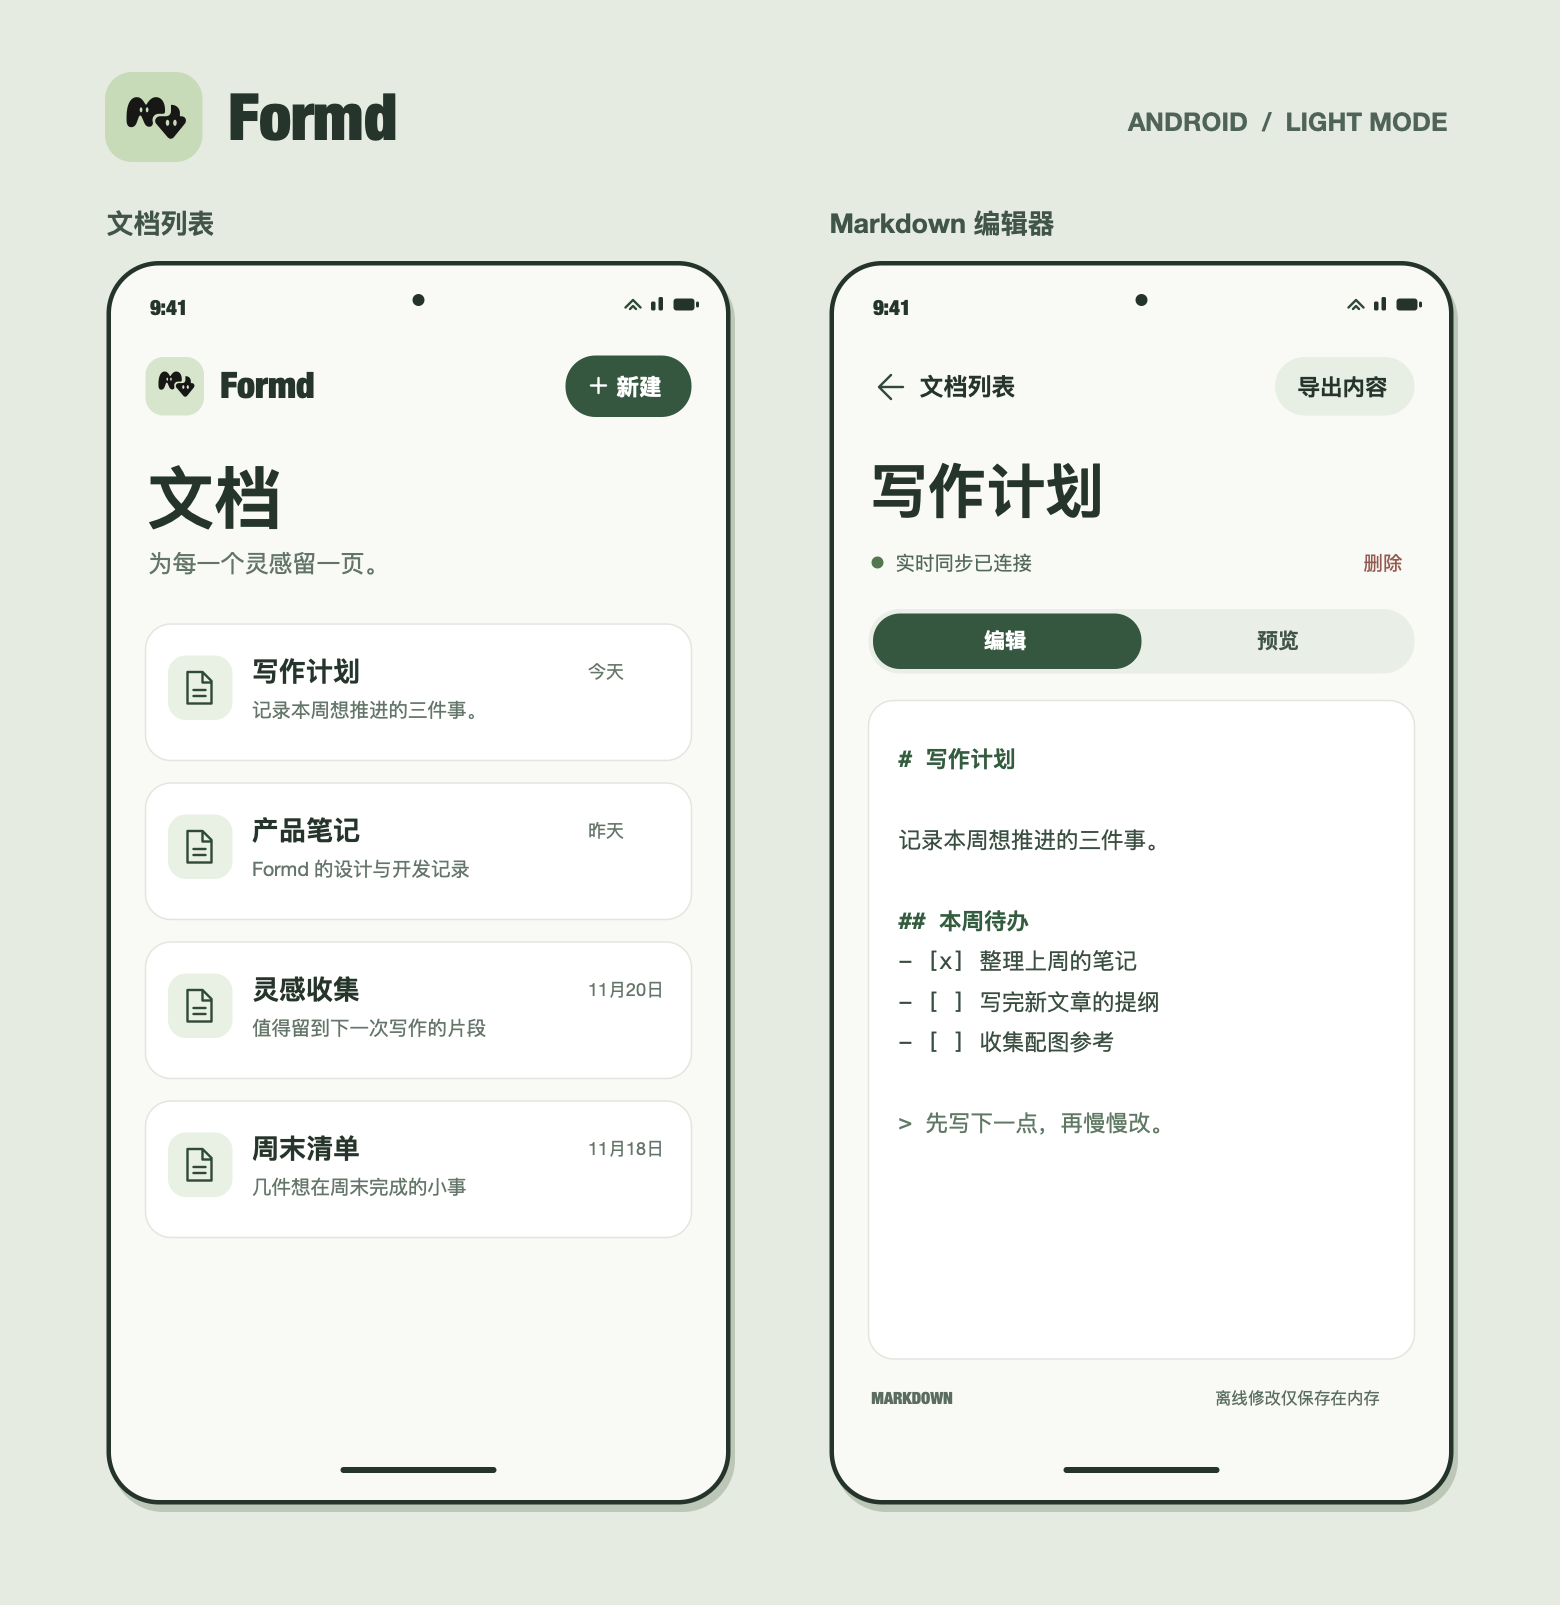 Formd
ANDROID / LIGHT MODE
文档列表
9:41
Formd
+ 新建
文档
为每一个灵感留一页。
写作计划
今天
记录本周想推进的三件事。
产品笔记
昨天
Formd 的设计与开发记录
灵感收集
11月20日
值得留到下一次写作的片段
周末清单
11月18日
几件想在周末完成的小事
Markdown 编辑器
9:41
文档列表
导出内容
写作计划
实时同步已连接
删除
编辑
预览
# 写作计划
记录本周想推进的三件事。
## 本周待办
– [x] 整理上周的笔记
– [ ] 写完新文章的提纲
– [ ] 收集配图参考
> 先写下一点，再慢慢改。
MARKDOWN
离线修改仅保存在内存